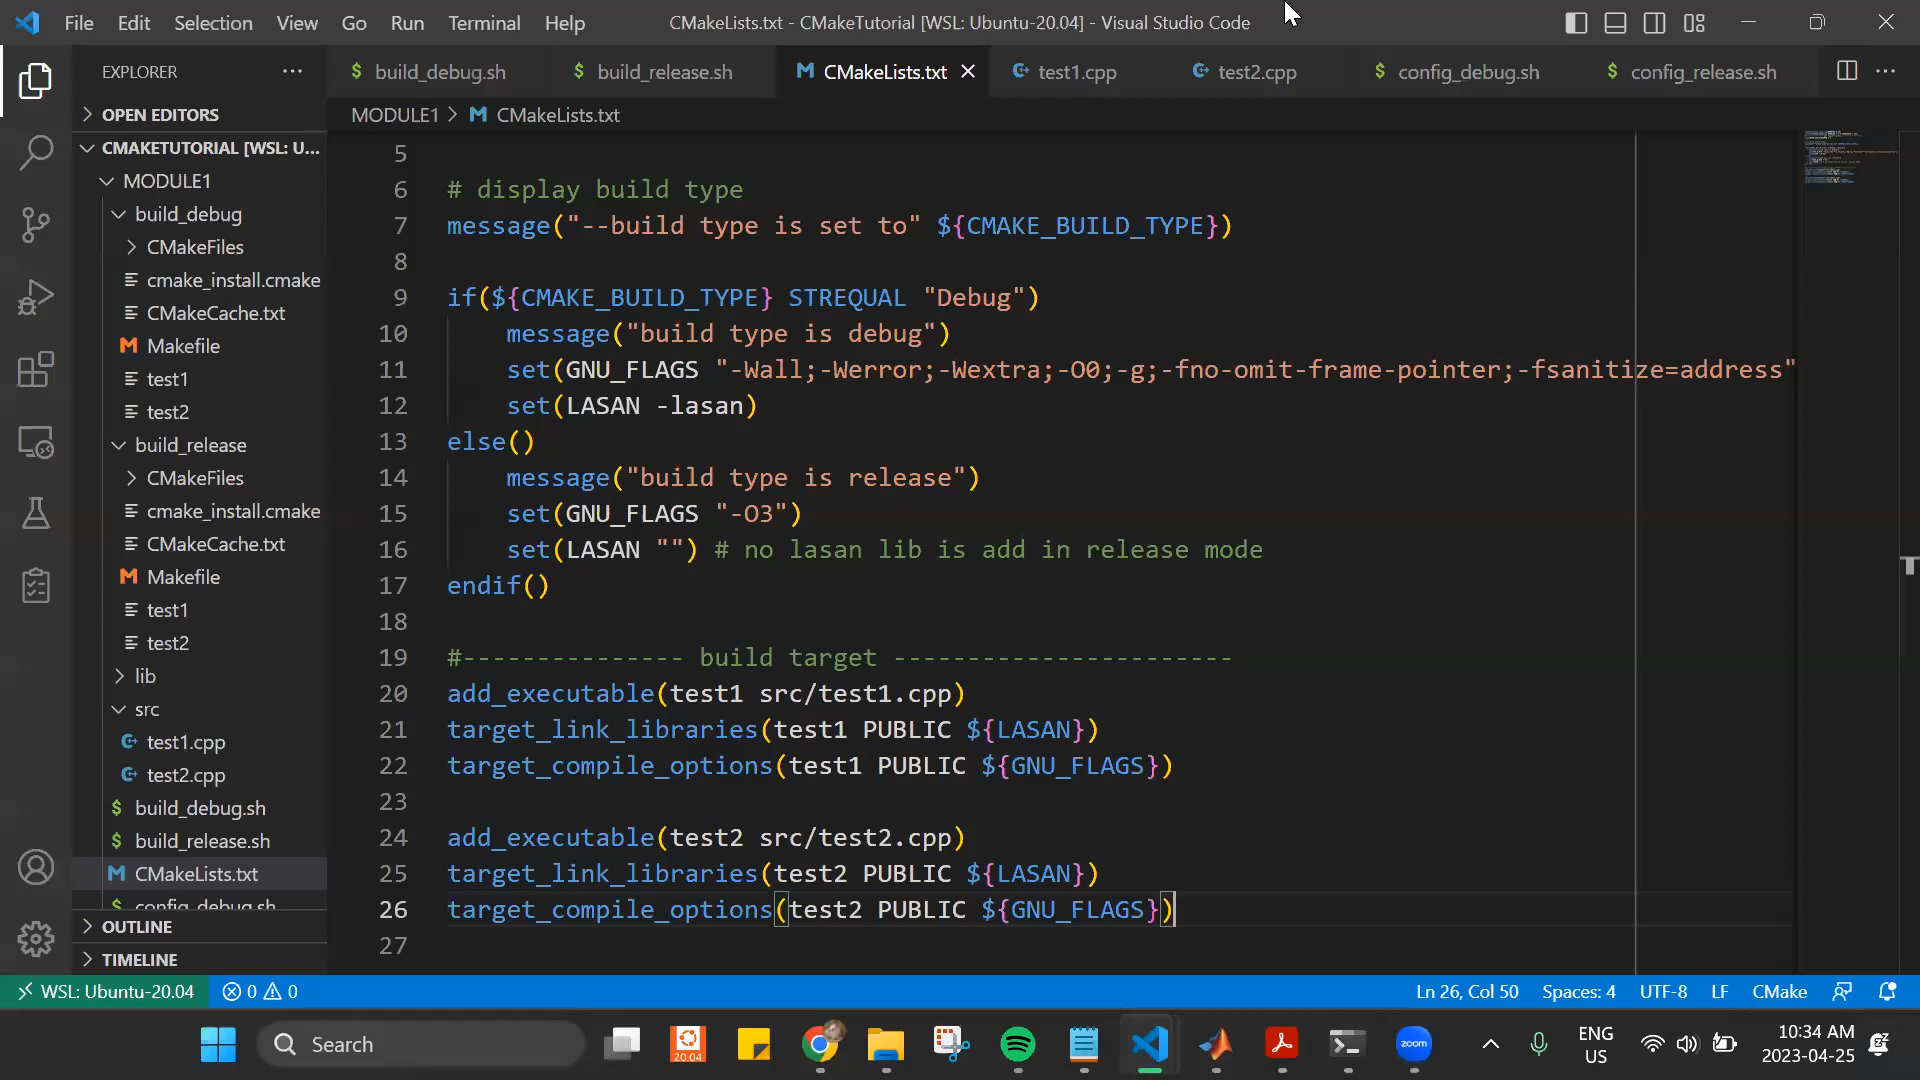 File Edit Selection View Go Run Terminal Help CMakeLists.txt - CMakeTutorial [WSL: Ubuntu-20.04] - Visual Studio Code
EXPLORER
$ build_debug.sh $ build_release.sh M CMakeLists.txt test1.cpp test2.cpp $ config_debug.sh $ config_release.sh
MODULE1 > M CMakeLists.txt
OPEN EDITORS
CMAKETUTORIAL [WSL: U...
MODULE1
build_debug
CMakeFiles
cmake_install.cmake
CMakeCache.txt
M Makefile
test1
test2
build_release
CMakeFiles
cmake_install.cmake
CMakeCache.txt
M Makefile
test1
test2
lib
src
test1.cpp
test2.cpp
$ build_debug.sh
$ build_release.sh
M CMakeLists.txt
$ config_debug.sh
OUTLINE
TIMELINE
5
6 # display build type
7 message("--build type is set to" ${CMAKE_BUILD_TYPE})
8
9 if(${CMAKE_BUILD_TYPE} STREQUAL "Debug")
10 message("build type is debug")
11 set(GNU_FLAGS "-Wall;-Werror;-Wextra;-O0;-g;-fno-omit-frame-pointer;-fsanitize=address"
12 set(LASAN -lasan)
13 else()
14 message("build type is release")
15 set(GNU_FLAGS "-O3")
16 set(LASAN "") # no lasan lib is add in release mode
17 endif()
18
19 #--------------- build target -----------------------
20 add_executable(test1 src/test1.cpp)
21 target_link_libraries(test1 PUBLIC ${LASAN})
22 target_compile_options(test1 PUBLIC ${GNU_FLAGS})
23
24 add_executable(test2 src/test2.cpp)
25 target_link_libraries(test2 PUBLIC ${LASAN})
26 target_compile_options(test2 PUBLIC ${GNU_FLAGS})
27
WSL: Ubuntu-20.04 0 0 Ln 26, Col 50 Spaces: 4 UTF-8 LF CMake
Search 20.04 zoom ENG US 10:34 AM 2023-04-25